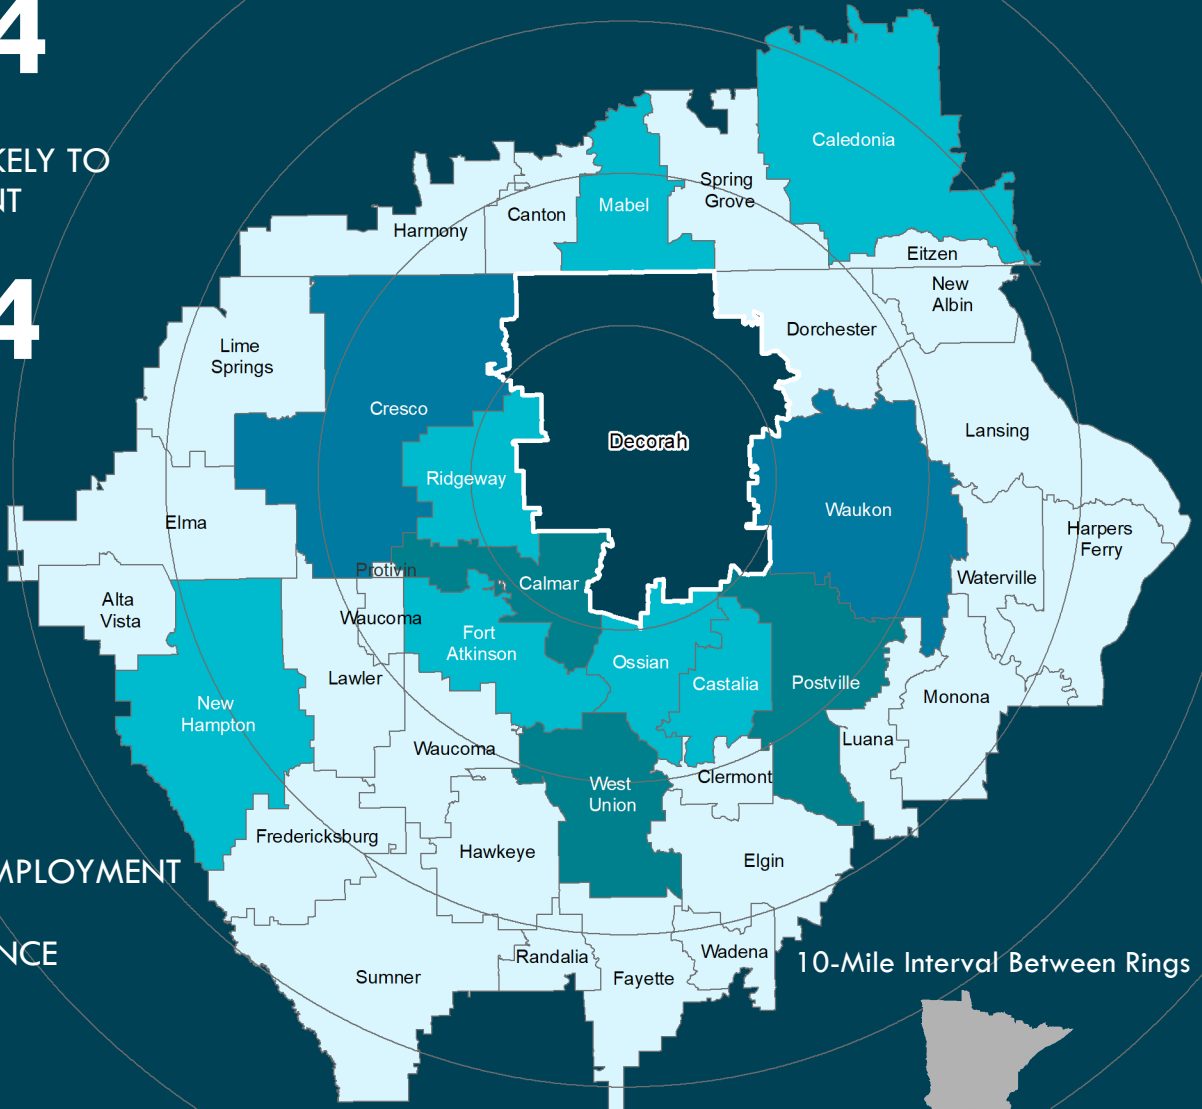 4
KELY TO
NT
4
MPLOYMENT
NCE
Caledonia
Spring
Grove
Mabel
Canton
Harmony
Eitzen
New
Albin
Dorchester
Lime
Springs
Cresco
Lansing
Decorah
Ridgeway
Waukon
Elma
Harpers
Ferry
Protivin
Calmar
Waterville
Alta
Vista
Waucoma
Fort
Atkinson
Ossian
Lawler
Castalia
Postville
Monona
New
Hampton
Luana
Waucoma
Clermont
West
Union
Fredericksburg
Hawkeye
Elgin
Wadena
Randalia
Sumner
Fayette
10-Mile Interval Between Rings